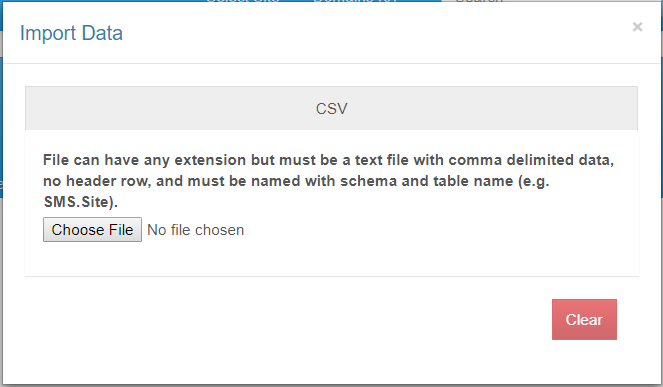 Import Data
×
CSV
File can have any extension but must be a text file with comma delimited data,
no header row, and must be named with schema and table name (e.g.
SMS.Site).
Choose File No file chosen
Clear